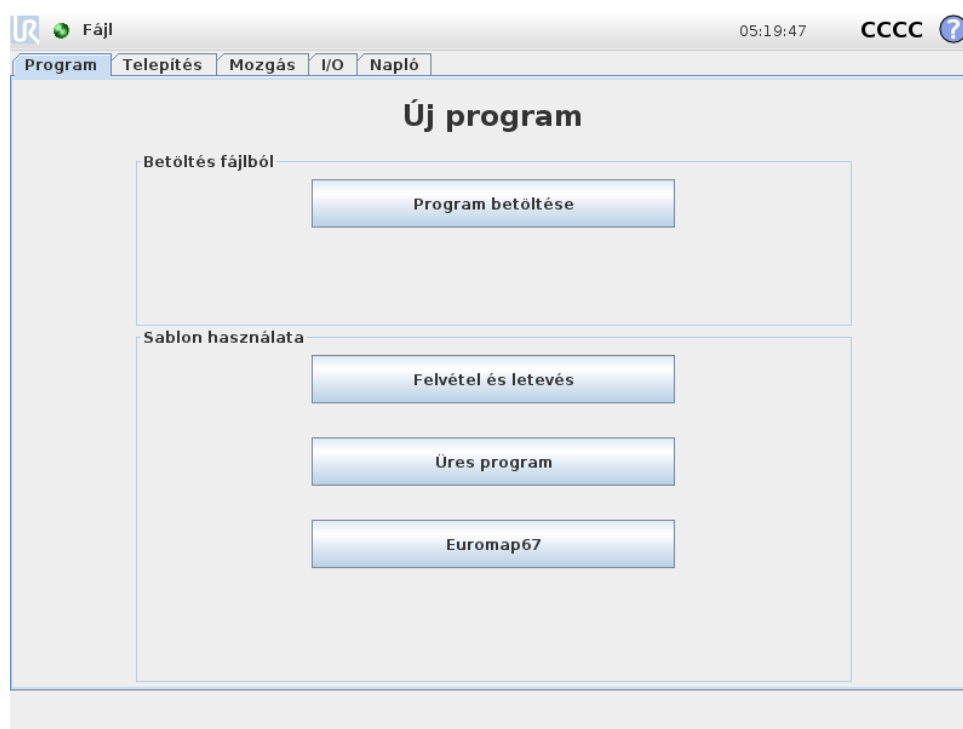 UR Fájl 05:19:47 CCCC ?
Program Telepítés Mozgás I/O Napló
Új program
Betöltés fájlból
Program betöltése
Sablon használata
Felvétel és letevés
Üres program
Euromap67